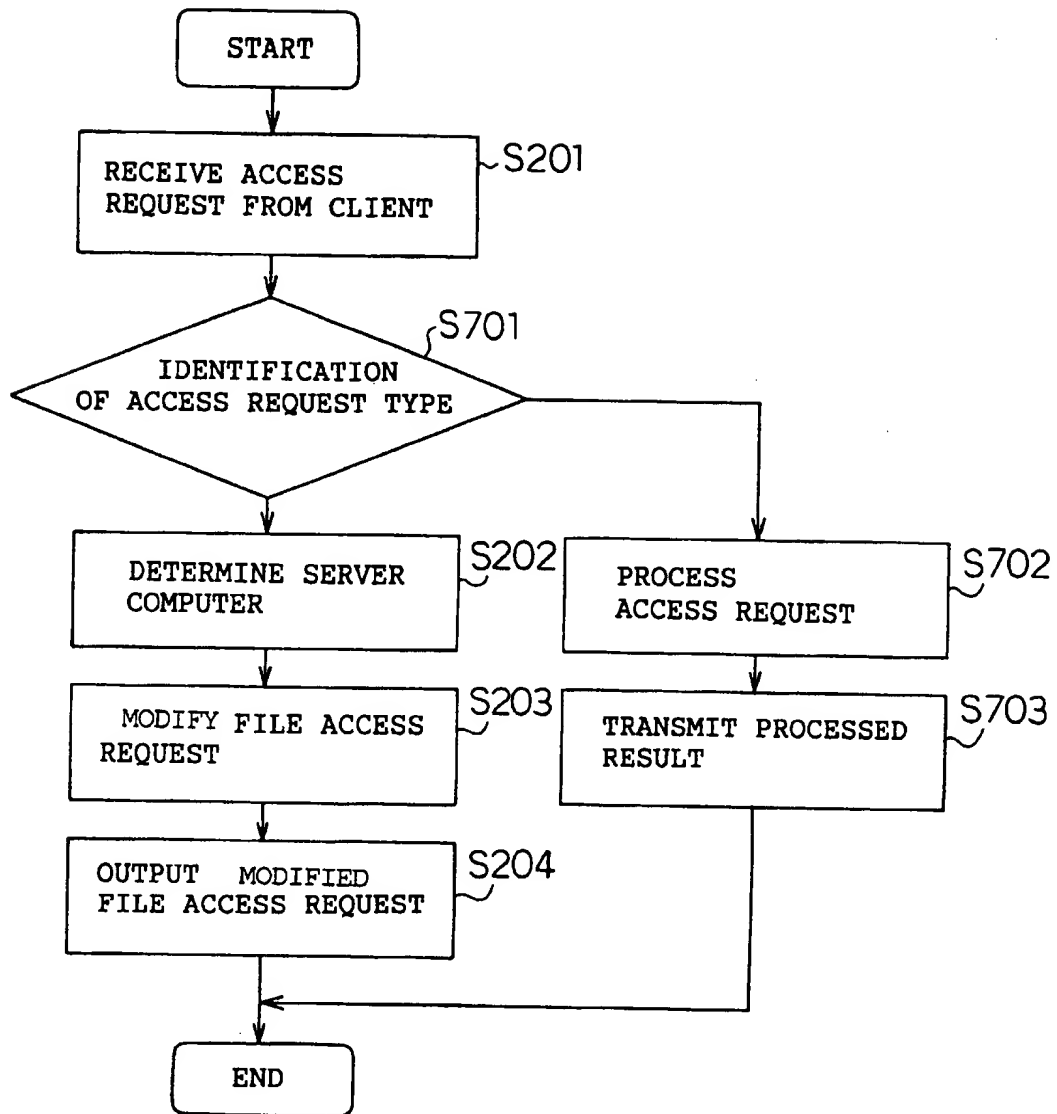 START
RECEIVE ACCESS
REQUEST FROM CLIENT
S201
IDENTIFICATION
OF ACCESS REQUEST TYPE
S701
DETERMINE SERVER
COMPUTER
S202
PROCESS
ACCESS REQUEST
S702
MODIFY FILE ACCESS
REQUEST
S203
TRANSMIT PROCESSED
RESULT
S703
OUTPUT MODIFIED
FILE ACCESS REQUEST
S204
END